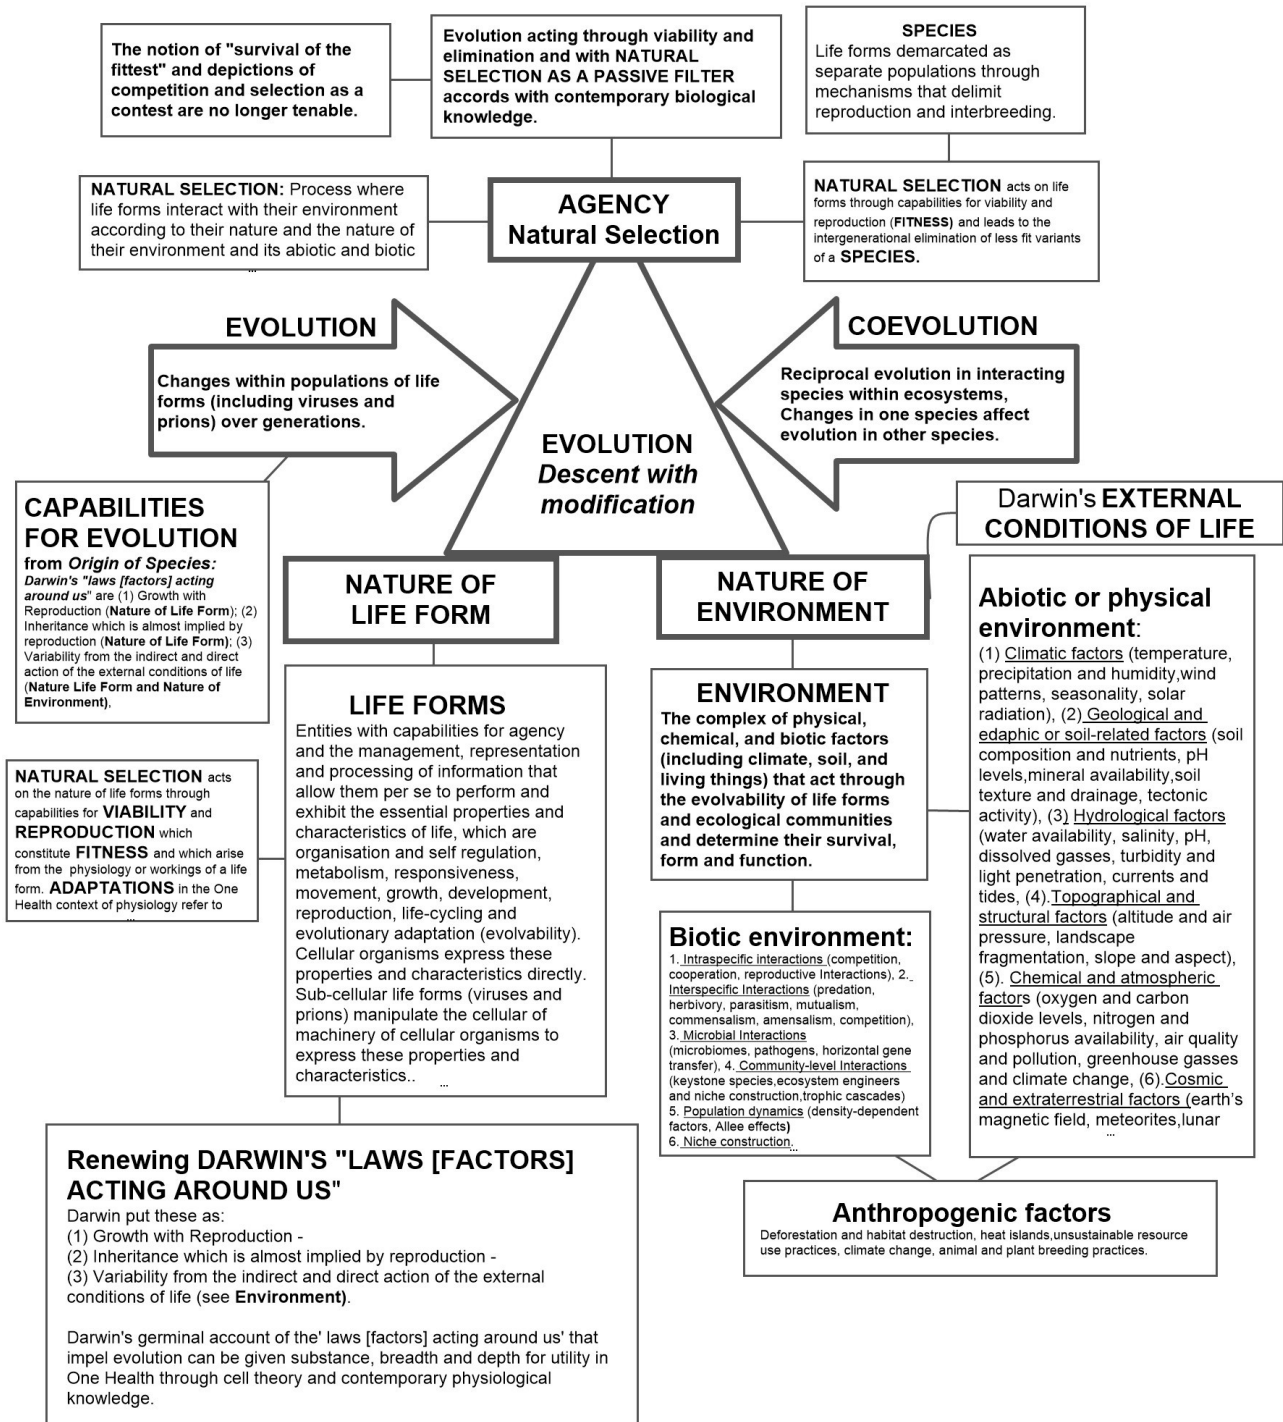 The notion of "survival of the
fittest" and depictions of
competition and selection as a
contest are no longer tenable.
Evolution acting through viability and
elimination and with NATURAL
SELECTION AS A PASSIVE FILTER
accords with contemporary biological
knowledge.
SPECIES
Life forms demarcated as
separate populations through
mechanisms that delimit
reproduction and interbreeding.
NATURAL SELECTION: Process where
life forms interact with their environment
according to their nature and the nature of
their environment and its abiotic and biotic
...
AGENCY
Natural Selection
NATURAL SELECTION acts on life
forms through capabilities for viability and
reproduction (FITNESS) and leads to the
intergenerational elimination of less fit variants
of a SPECIES.
EVOLUTION
Changes within populations of life
forms (including viruses and
prions) over generations.
COEVOLUTION
Reciprocal evolution in interacting
species within ecosystems,
Changes in one species affect
evolution in other species.
EVOLUTION
Descent with
modification
CAPABILITIES
FOR EVOLUTION
from Origin of Species:
Darwin's "laws [factors] acting
around us" are (1) Growth with
Reproduction (Nature of Life Form); (2)
Inheritance which is almost implied by
reproduction (Nature of Life Form); (3)
Variability from the indirect and direct
action of the external conditions of life
(Nature Life Form and Nature of
Environment).
NATURE OF
LIFE FORM
NATURE OF
ENVIRONMENT
Darwin's EXTERNAL
CONDITIONS OF LIFE
NATURAL SELECTION acts
on the nature of life forms through
capabilities for VIABILITY and
REPRODUCTION which
constitute FITNESS and which arise
from the physiology or workings of a life
form. ADAPTATIONS in the One
Health context of physiology refer to
...
LIFE FORMS
Entities with capabilities for agency
and the management, representation
and processing of information that
allow them per se to perform and
exhibit the essential properties and
characteristics of life, which are
organisation and self regulation,
metabolism, responsiveness,
movement, growth, development,
reproduction, life-cycling and
evolutionary adaptation (evolvability).
Cellular organisms express these
properties and characteristics directly.
Sub-cellular life forms (viruses and
prions) manipulate the cellular of
machinery of cellular organisms to
express these properties and
characteristics..
...
ENVIRONMENT
The complex of physical,
chemical, and biotic factors
(including climate, soil, and
living things) that act through
the evolvability of life forms
and ecological communities
and determine their survival,
form and function.
Biotic environment:
1. Intraspecific interactions (competition,
cooperation, reproductive Interactions), 2.
Interspecific Interactions (predation,
herbivory, parasitism, mutualism,
commensalism, amensalism, competition),
3. Microbial Interactions
(microbiomes, pathogens, horizontal gene
transfer), 4. Community-level Interactions
(keystone species,ecosystem engineers
and niche construction,trophic cascades)
5. Population dynamics (density-dependent
factors, Allee effects)
6. Niche construction.
...
Abiotic or physical
environment:
(1) Climatic factors (temperature,
precipitation and humidity,wind
patterns, seasonality, solar
radiation), (2) Geological and
edaphic or soil-related factors (soil
composition and nutrients, pH
levels,mineral availability,soil
texture and drainage, tectonic
activity), (3) Hydrological factors
(water availability, salinity, pH,
dissolved gasses, turbidity and
light penetration, currents and
tides, (4).Topographical and
structural factors (altitude and air
pressure, landscape
fragmentation, slope and aspect),
(5). Chemical and atmospheric
factors (oxygen and carbon
dioxide levels, nitrogen and
phosphorus availability, air quality
and pollution, greenhouse gasses
and climate change, (6).Cosmic
and extraterrestrial factors (earth's
magnetic field, meteorites,lunar
...
Anthropogenic factors
Deforestation and habitat destruction, heat islands,unsustainable resource
use practices, climate change, animal and plant breeding practices.
Renewing DARWIN'S "LAWS [FACTORS]
ACTING AROUND US"
Darwin put these as:
(1) Growth with Reproduction -
(2) Inheritance which is almost implied by reproduction -
(3) Variability from the indirect and direct action of the external
conditions of life (see Environment).
Darwin's germinal account of the' laws [factors] acting around us' that
impel evolution can be given substance, breadth and depth for utility in
One Health through cell theory and contemporary physiological
knowledge.